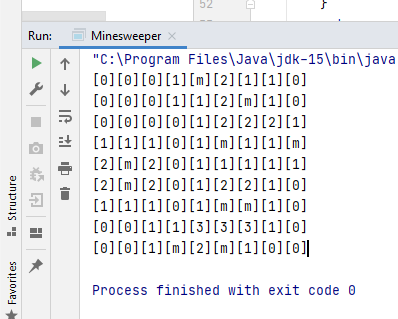 52
}
Run:
Minesweeper
"C:\Program Files\Java\jdk-15\bin\java
[0][0][0][1][m][2][1][1][0]
[0][0][0][1][1][2][m][1][0]
[0][0][0][0][1][2][2][2][1]
[1][1][1][0][1][m][1][1][m]
[2][m][2][0][1][1][1][1][1]
[2][m][2][0][1][2][2][1][0]
[1][1][1][0][1][m][m][1][0]
[0][0][1][1][3][3][3][1][0]
[0][0][1][m][2][m][1][0][0]
Process finished with exit code 0
Structure
Favorites